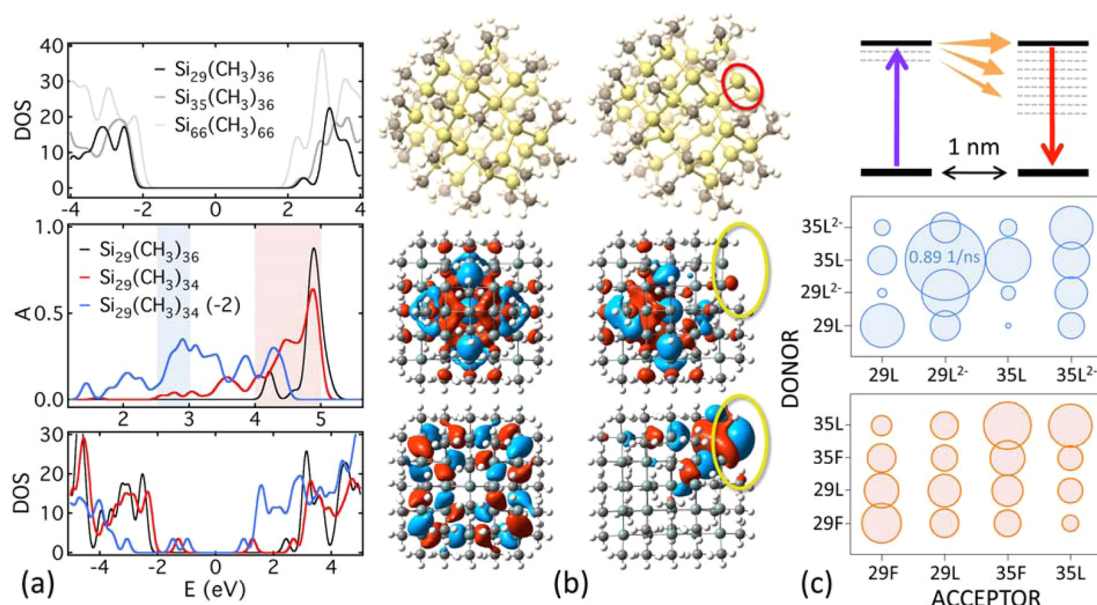 40
30
20
10
0
DOS
Si29(CH3)36
Si35(CH3)36
Si66(CH3)66
-4 -2 0 2 4
1.0
0.5
0.0
A
Si29(CH3)36
Si29(CH3)34
Si29(CH3)34 (-2)
2 3 4 5
30
20
10
0
DOS
-4 -2 0 2 4
E (eV)
(a)
(b)
1 nm
DONOR
35L2-
35L
29L2-
29L
0.89 1/ns
29L 29L2- 35L 35L2-
35L
35F
29L
29F
29F 29L 35F 35L
ACCEPTOR
(c)